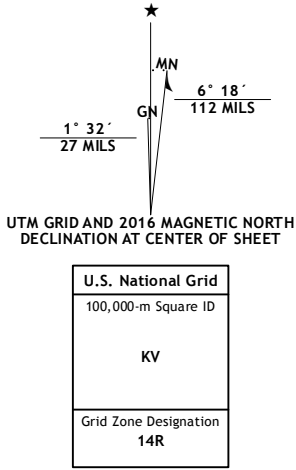 ★
MN
6° 18´
112 MILS
GN
1° 32´
27 MILS
UTM GRID AND 2016 MAGNETIC NORTH
DECLINATION AT CENTER OF SHEET
U.S. National Grid
100,000-m Square ID
KV
Grid Zone Designation
14R